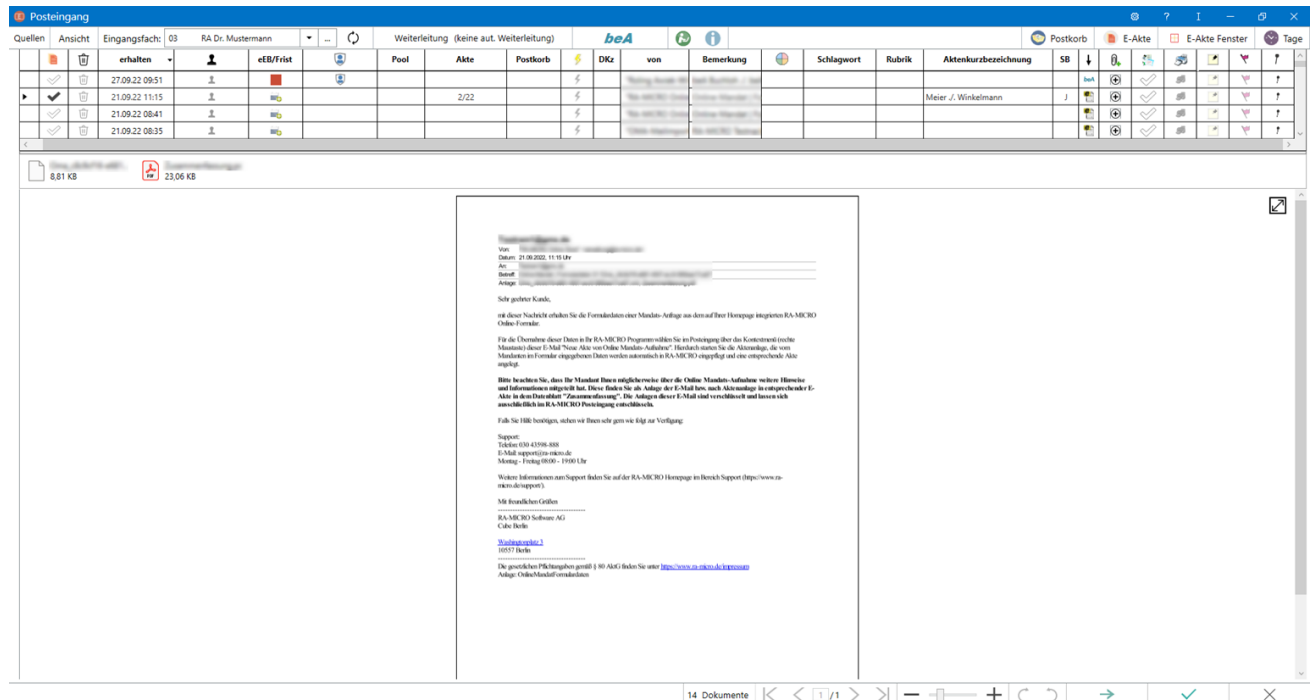 Posteingang
Quellen Ansicht Eingangsfach: 03 RA Dr. Mustermann ... Weiterleitung (keine aut. Weiterleitung) beA Postkorb E-Akte E-Akte Fenster Tage
erhalten eEB/Frist Pool Akte Postkorb DKz von Bemerkung Schlagwort Rubrik Aktenkurzbezeichnung SB
27.09.22 09:51 beA
21.09.22 11:15 2/22 Meier ./. Winkelmann J
21.09.22 08:41
21.09.22 08:35
8,81 KB 23,06 KB
Von:
Datum: 21.09.2022, 11:15 Uhr
An:
Betreff:
Anlage:
Sehr geehrter Kunde,
mit dieser Nachricht erhalten Sie die Formulardaten einer Mandats-Anfrage aus dem auf Ihrer Homepage integrierten RA-MICRO
Online-Formular.
Für die Übernahme dieser Daten in Ihr RA-MICRO Programm wählen Sie im Posteingang über das Kontextmenü (rechte
Maustaste) dieser E-Mail "Neue Akte von Online Mandats-Aufnahme". Hierdurch starten Sie die Aktenanlage, die vom
Mandanten im Formular eingegebenen Daten werden automatisch in RA-MICRO eingepflegt und eine entsprechende Akte
angelegt.
Bitte beachten Sie, dass Ihr Mandant Ihnen möglicherweise über die Online Mandats-Aufnahme weitere Hinweise
und Informationen mitgeteilt hat. Diese finden Sie als Anlage der E-Mail bzw. nach Aktenanlage in entsprechender E-
Akte in dem Datenblatt "Zusammenfassung". Die Anlagen dieser E-Mail sind verschlüsselt und lassen sich
ausschließlich im RA-MICRO Posteingang entschlüsseln.
Falls Sie Hilfe benötigen, stehen wir Ihnen sehr gern wie folgt zur Verfügung:
Support:
Telefon: 030 43598-888
E-Mail: support@ra-micro.de
Montag - Freitag 08:00 - 19:00 Uhr
Weitere Informationen zum Support finden Sie auf der RA-MICRO Homepage im Bereich Support (https://www.ra-
micro.de/support/).
Mit freundlichen Grüßen
----------------------------------
RA-MICRO Software AG
Cube Berlin
Washingtonplatz 3
10557 Berlin
----------------------------------
Die gesetzlichen Pflichtangaben gemäß § 80 AktG finden Sie unter https://www.ra-micro.de/impressum
Anlage: OnlineMandatFormulardaten
14 Dokumente 1 /1